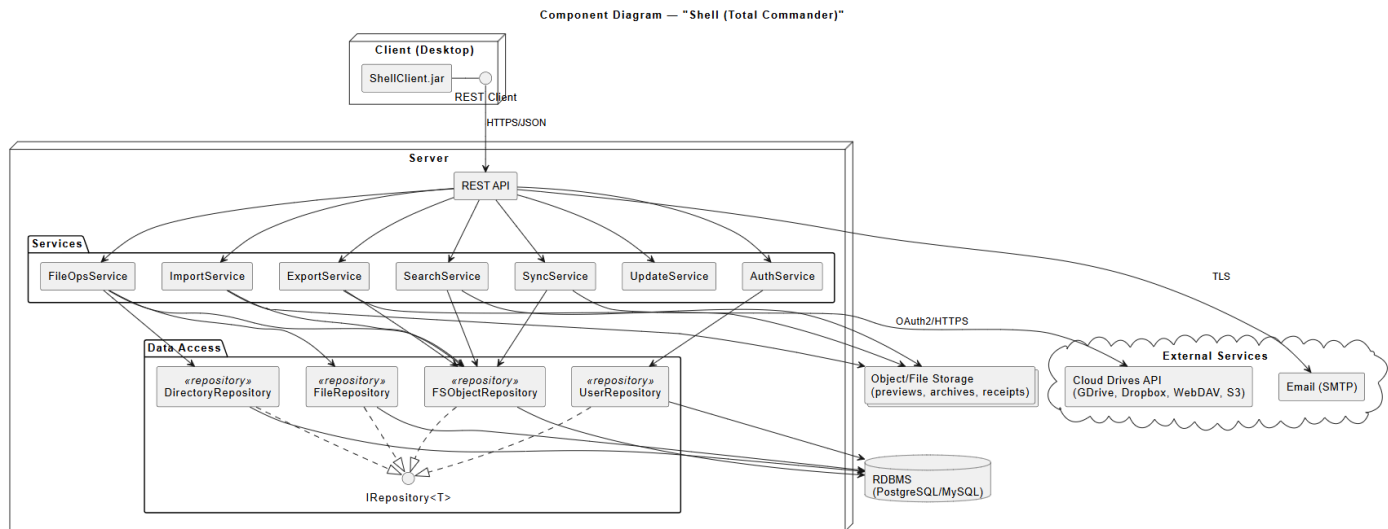 Component Diagram — "Shell (Total Commander)"
Client (Desktop)
ShellClient.jar
REST Client
HTTPS/JSON
Server
REST API
Services
FileOpsService
ImportService
ExportService
SearchService
SyncService
UpdateService
AuthService
TLS
OAuth2/HTTPS
Data Access
«repository»
DirectoryRepository
«repository»
FileRepository
«repository»
FSObjectRepository
«repository»
UserRepository
IRepository<T>
Object/File Storage
(previews, archives, receipts)
External Services
Cloud Drives API
(GDrive, Dropbox, WebDAV, S3)
Email (SMTP)
RDBMS
(PostgreSQL/MySQL)